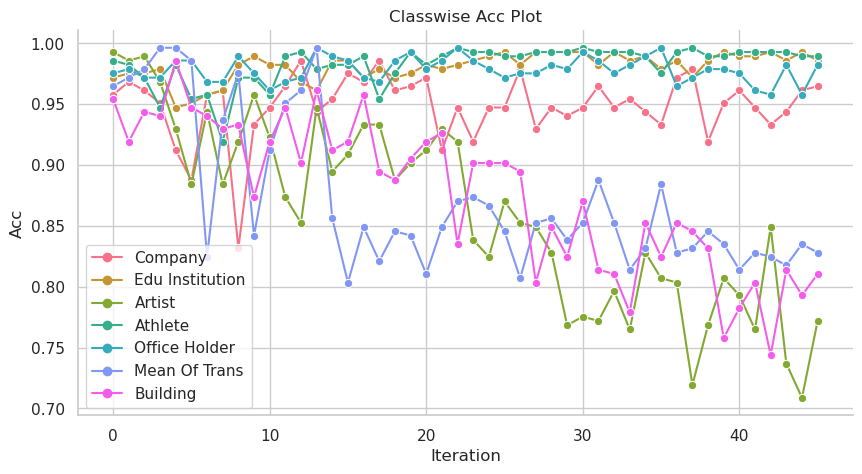 Classwise Acc Plot
1.00
0.95
0.90
0.85
0.80
0.75
0.70
Acc
Company
Edu Institution
Artist
Athlete
Office Holder
Mean Of Trans
Building
0 10 20 30 40
Iteration